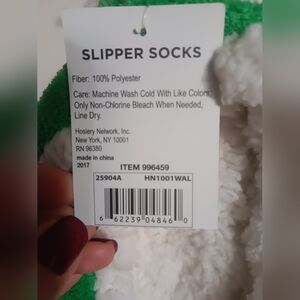 SLIPPER SOCKS
Fiber: 100% Polyester
Care: Machine Wash Cold With Like Colors,
Only Non-Chlorine Bleach When Needed,
Line Dry.
Hosiery Network, Inc.
New York, NY 10001
RN 96380
made in china
2017
ITEM 996459
25904A HN1001WAL
6 62239 04846 0